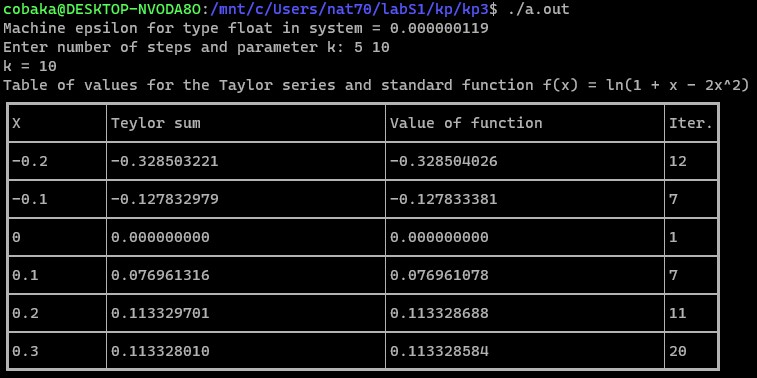 cobaka@DESKTOP-NVODA8O:/mnt/c/Users/nat70/labS1/kp/kp3$ ./a.out
Machine epsilon for type float in system = 0.000000119
Enter number of steps and parameter k: 5 10
k = 10
Table of values for the Taylor series and standard function f(x) = ln(1 + x - 2x^2)
X Teylor sum Value of function Iter.
-0.2 -0.328503221 -0.328504026 12
-0.1 -0.127832979 -0.127833381 7
0 0.000000000 0.000000000 1
0.1 0.076961316 0.076961078 7
0.2 0.113329701 0.113328688 11
0.3 0.113328010 0.113328584 20